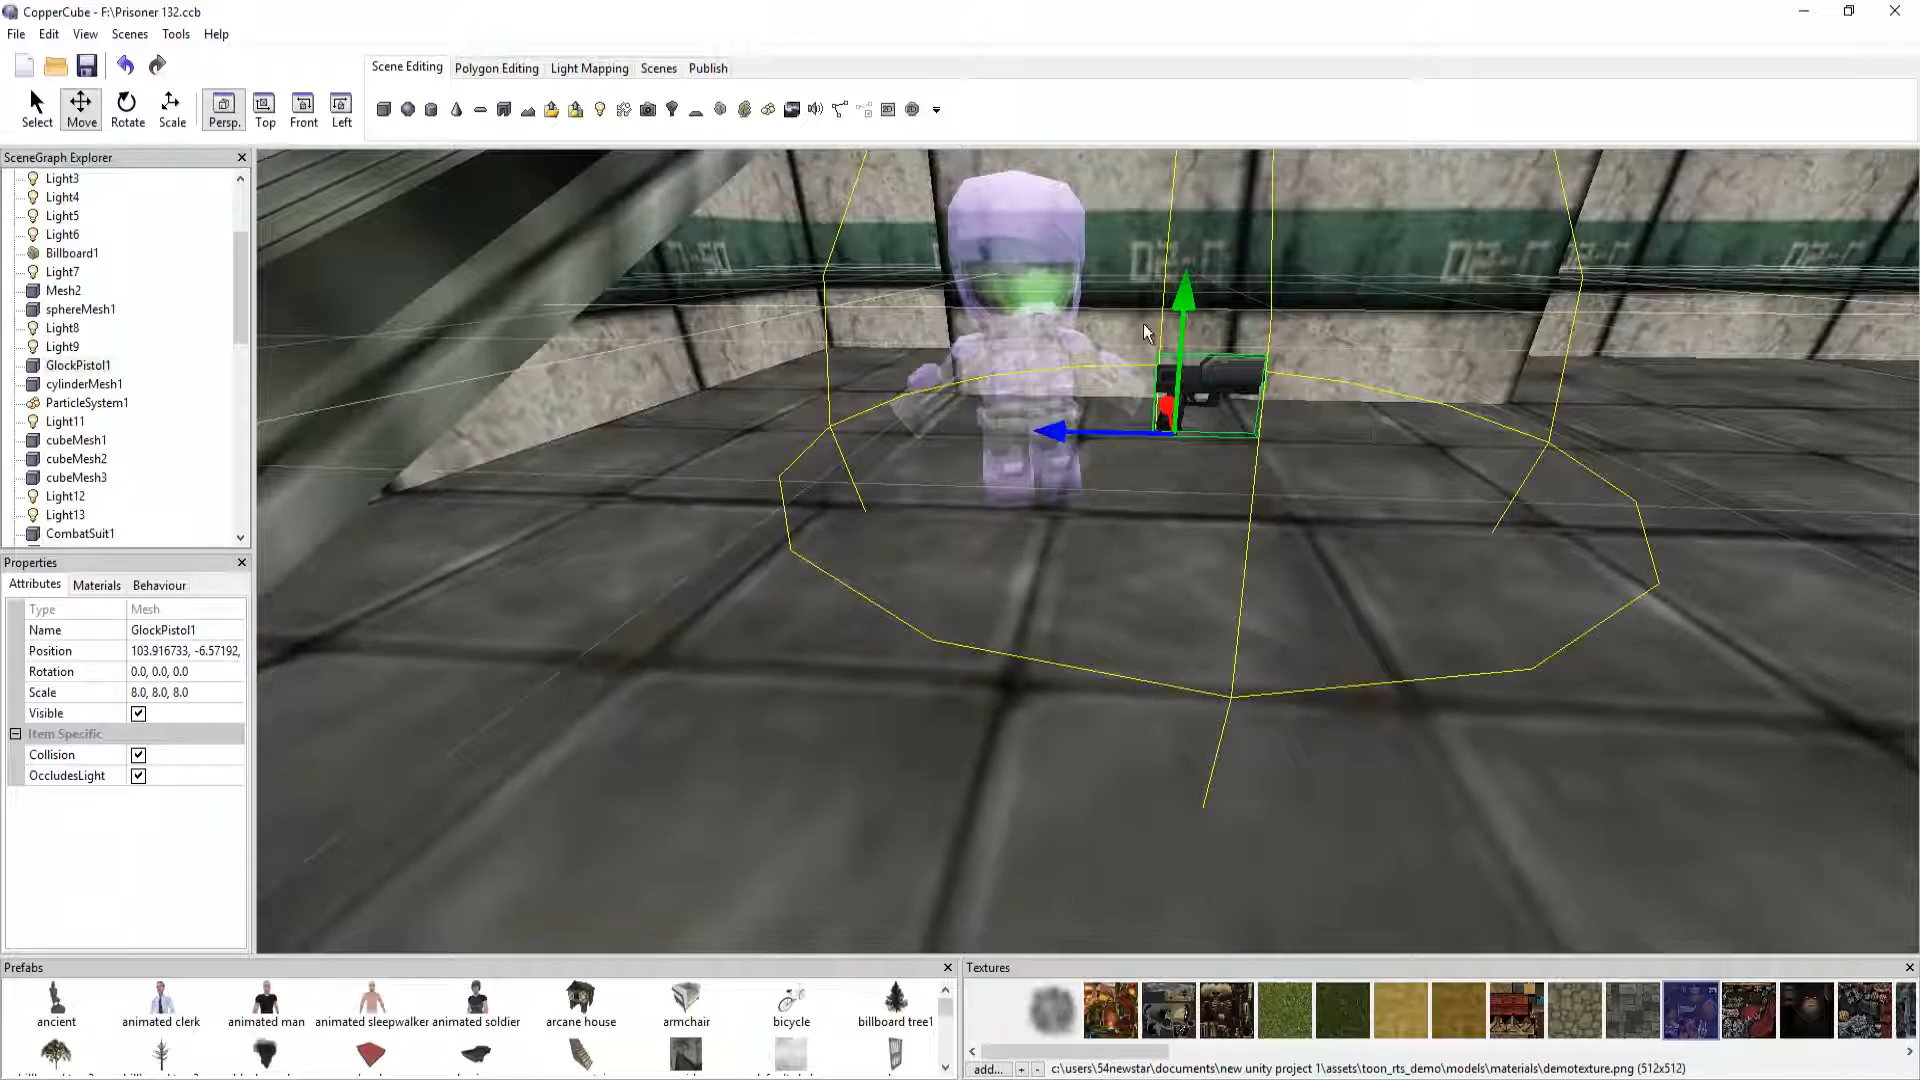 CopperCube - F:\Prisoner 132.ccb
File Edit View Scenes Tools Help
Scene Editing Polygon Editing Light Mapping Scenes Publish
Select Move Rotate Scale Persp. Top Front Left
SceneGraph Explorer
Light3
Light4
Light5
Light6
Billboard1
Light7
Mesh2
sphereMesh1
Light8
Light9
GlockPistol1
cylinderMesh1
ParticleSystem1
Light11
cubeMesh1
cubeMesh2
cubeMesh3
Light12
Light13
CombatSuit1
Properties
Attributes Materials Behaviour
Type Mesh
Name GlockPistol1
Position 103.916733, -6.57192,
Rotation 0.0, 0.0, 0.0
Scale 8.0, 8.0, 8.0
Visible
Item Specific
Collision
OccludesLight
Prefabs
ancient animated clerk animated man animated sleepwalker animated soldier arcane house armchair bicycle billboard tree1
Textures
add... + - c:\users\54newstar\documents\new unity project 1\assets\toon_rts_demo\models\materials\demotexture.png (512x512)